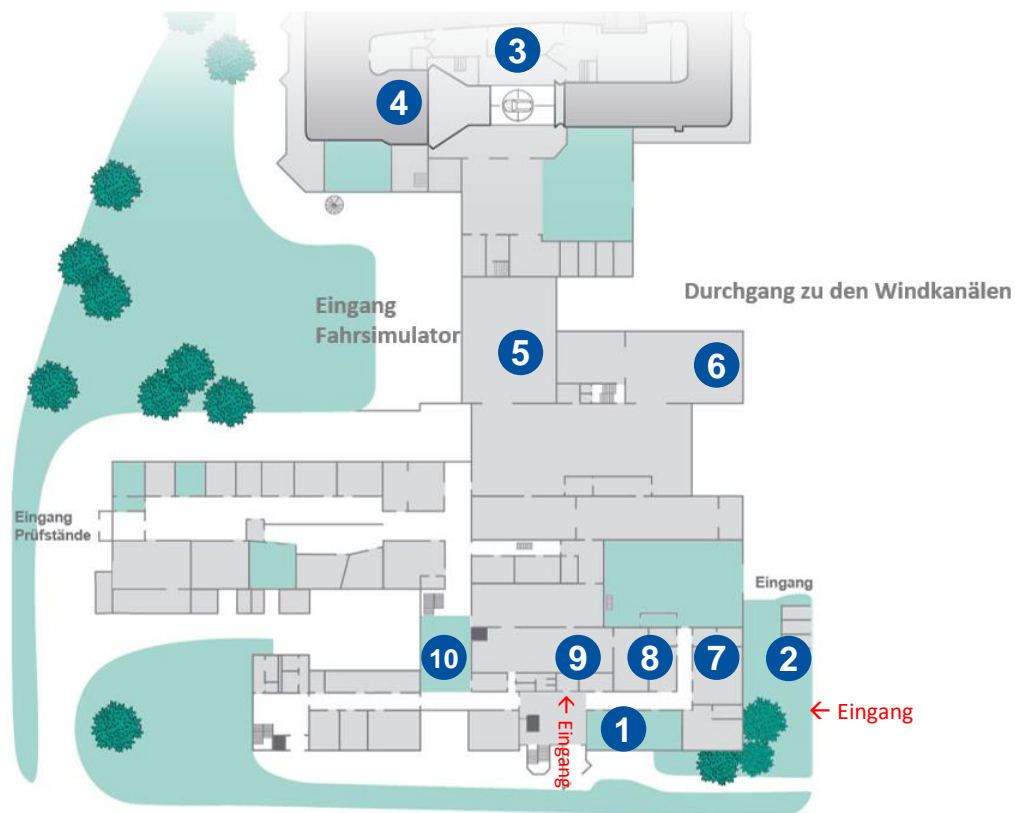 3
4
Eingang
Fahrsimulator
Durchgang zu den Windkanälen
5
6
Eingang
Prüfstände
Eingang
10
9
8
7
2
← Eingang
← Eingang
1